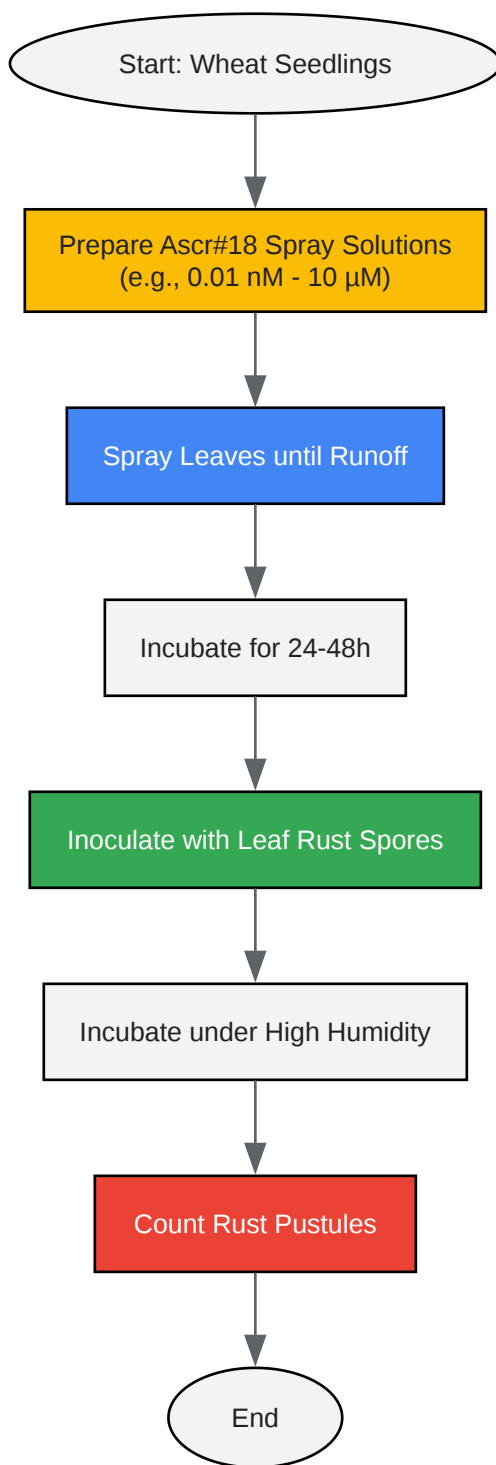 Start: Wheat Seedlings
Prepare Ascr#18 Spray Solutions
(e.g., 0.01 nM - 10 µM)
Spray Leaves until Runoff
Incubate for 24-48h
Inoculate with Leaf Rust Spores
Incubate under High Humidity
Count Rust Pustules
End